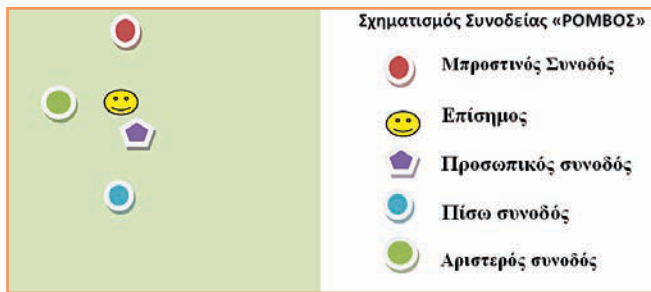 Σχηματισμός Συνοδείας «ΡΟΜΒΟΣ»
Μπροστινός Συνοδός
Επίσημος
Προσωπικός συνοδός
Πίσω συνοδός
Αριστερός συνοδός